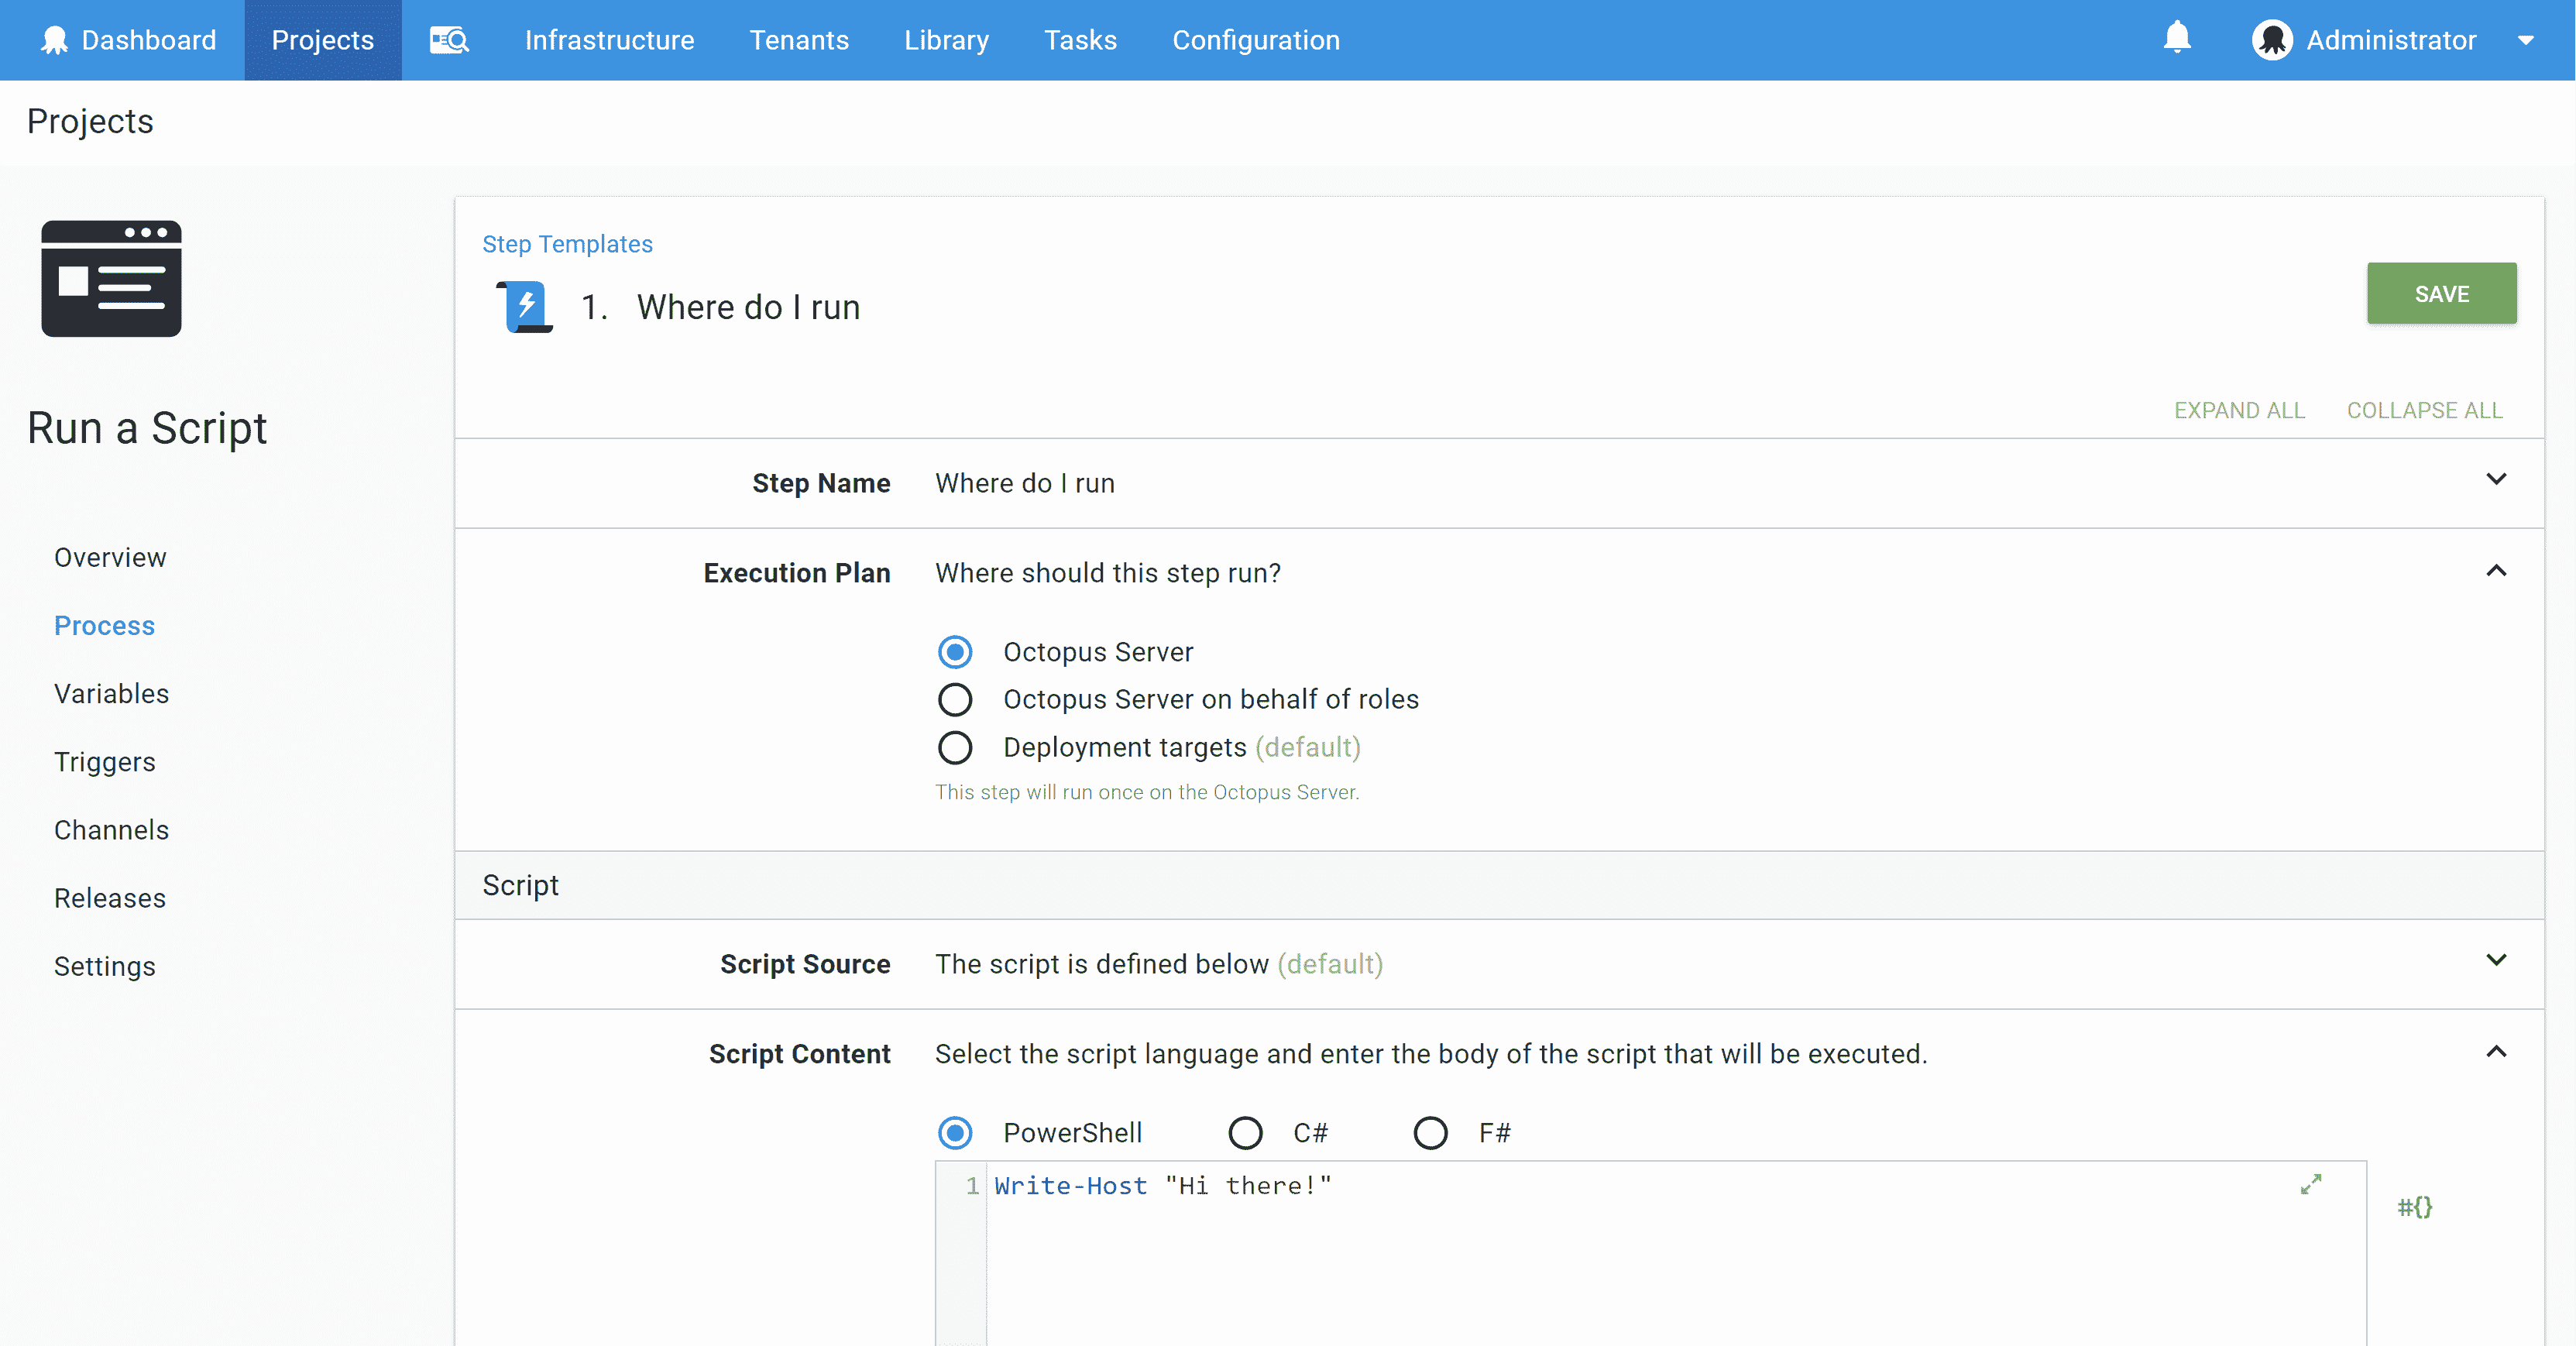 Dashboard Projects Infrastructure Tenants Library Tasks Configuration Administrator
Projects
Run a Script
Overview
Process
Variables
Triggers
Channels
Releases
Settings
Step Templates
1. Where do I run
SAVE
EXPAND ALL COLLAPSE ALL
Step Name Where do I run
Execution Plan Where should this step run?
Octopus Server
Octopus Server on behalf of roles
Deployment targets (default)
This step will run once on the Octopus Server.
Script
Script Source The script is defined below (default)
Script Content Select the script language and enter the body of the script that will be executed.
PowerShell C# F#
1 Write-Host "Hi there!"
#{}